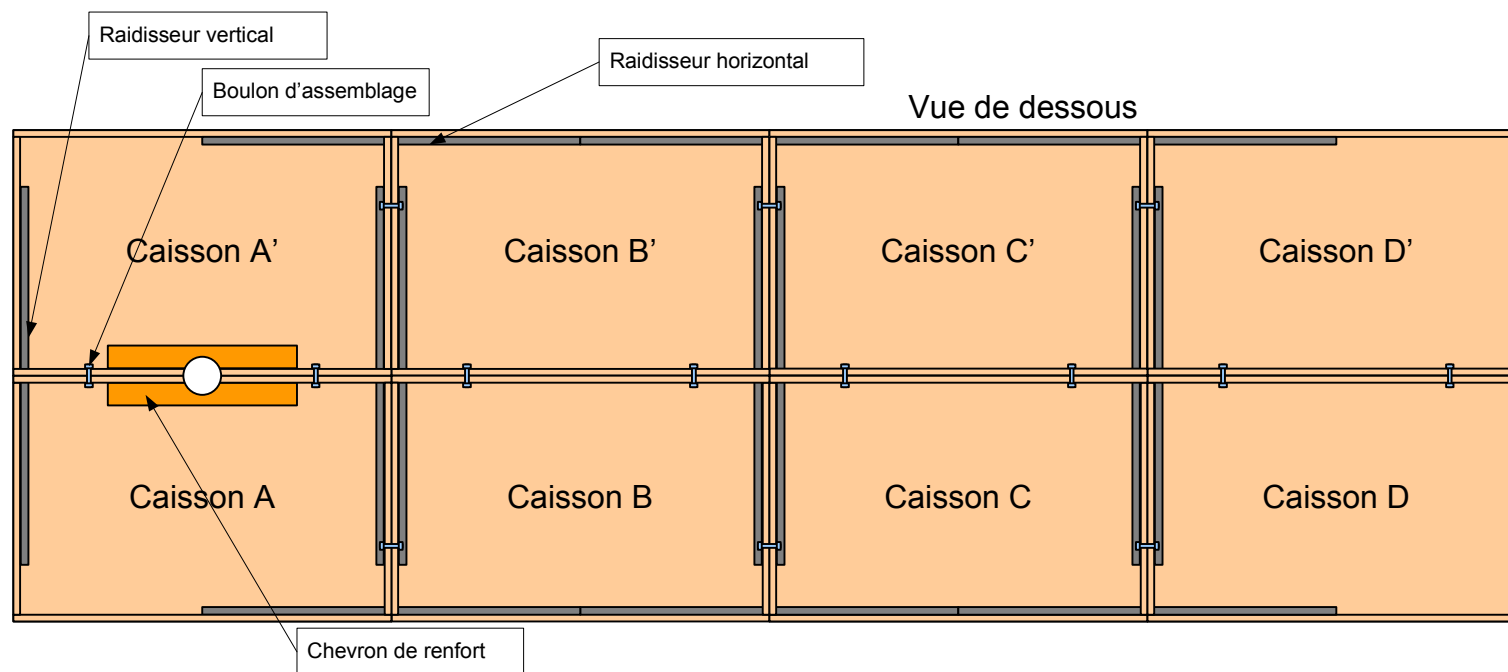 Raidisseur vertical
Raidisseur horizontal
Boulon d’assemblage
Vue de dessous
Caisson A’
Caisson B’
Caisson C’
Caisson D’
Caisson A
Caisson B
Caisson C
Caisson D
Chevron de renfort